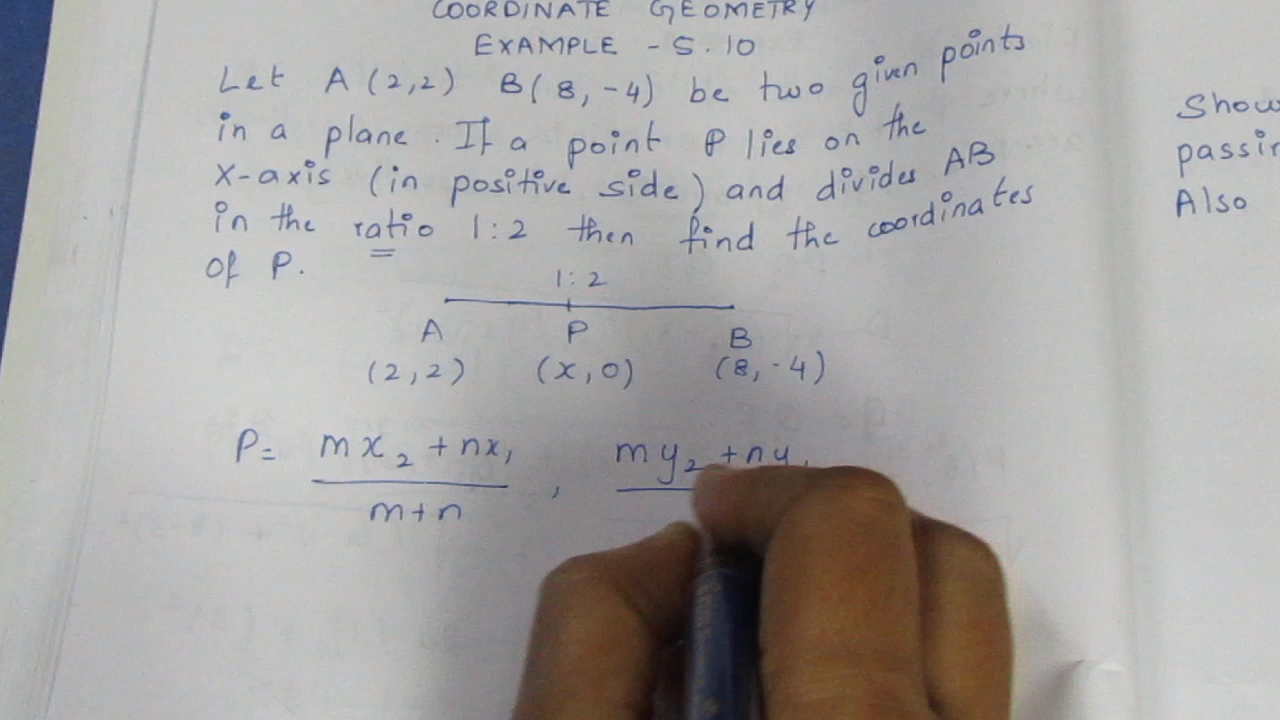 COORDINATE GEOMETRY
EXAMPLE - 5.10
Let A(2,2) B(8,-4) be two given points
in a plane. If a point P lies on the
X-axis (in positive side) and divides AB
in the ratio 1:2 then find the coordinates
of P.
1:2
A P B
(2,2) (x,0) (8,-4)
P = mx₂ + nx₁ , my₂ + ny₁
m+n
Show
passin
Also